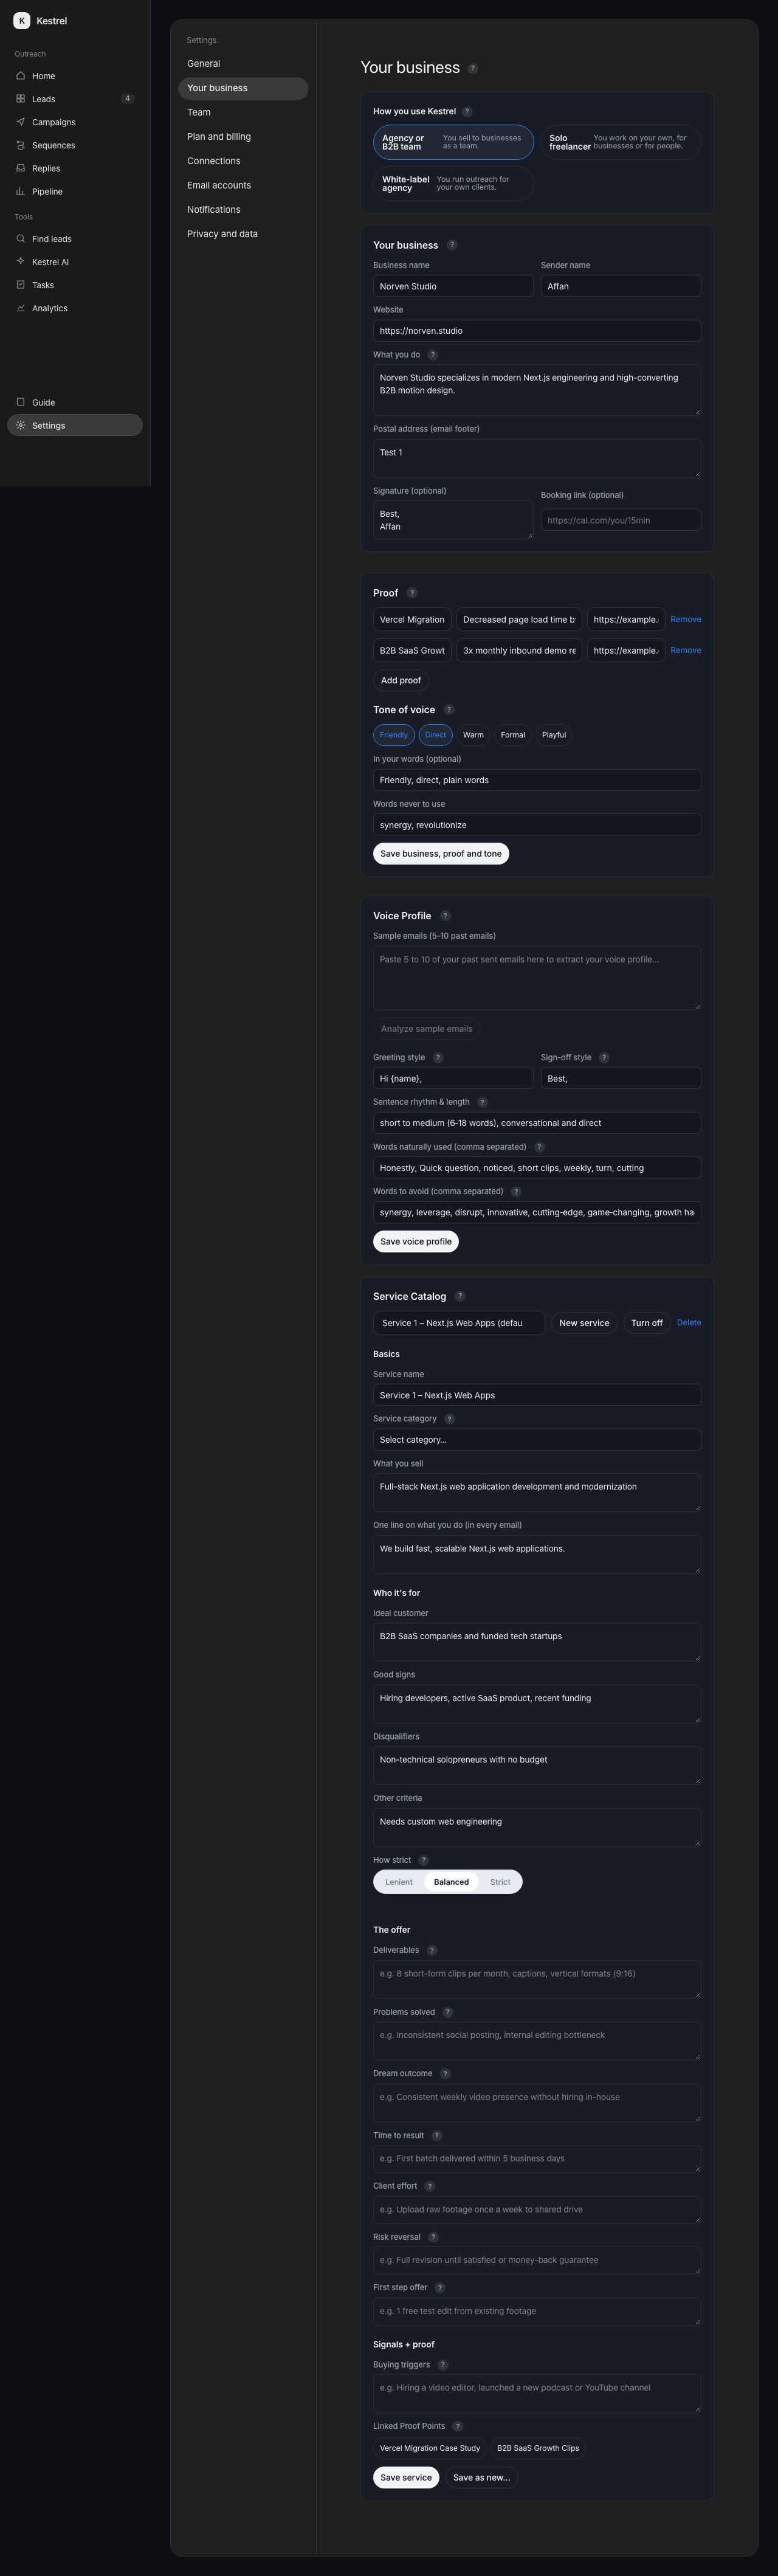 K Kestrel
Outreach
Home
Leads 4
Campaigns
Sequences
Replies
Pipeline
Tools
Find leads
Kestrel AI
Tasks
Analytics
Guide
Settings
Settings
General
Your business
Team
Plan and billing
Connections
Email accounts
Notifications
Privacy and data
Your business ?
How you use Kestrel ?
Agency or B2B team
You sell to businesses as a team.
Solo freelancer
You work on your own, for businesses or for people.
White-label agency
You run outreach for your own clients.
Your business ?
Business name
Norven Studio
Sender name
Affan
Website
https://norven.studio
What you do ?
Norven Studio specializes in modern Next.js engineering and high-converting
B2B motion design.
Postal address (email footer)
Test 1
Signature (optional)
Best,
Affan
Booking link (optional)
https://cal.com/you/15min
Proof ?
Vercel Migration Decreased page load time b https://example. Remove
B2B SaaS Growt 3x monthly inbound demo re https://example. Remove
Add proof
Tone of voice ?
Friendly Direct Warm Formal Playful
In your words (optional)
Friendly, direct, plain words
Words never to use
synergy, revolutionize
Save business, proof and tone
Voice Profile ?
Sample emails (5–10 past emails)
Paste 5 to 10 of your past sent emails here to extract your voice profile...
Analyze sample emails
Greeting style ?
Hi {name},
Sign-off style ?
Best,
Sentence rhythm & length ?
short to medium (6-18 words), conversational and direct
Words naturally used (comma separated) ?
Honestly, Quick question, noticed, short clips, weekly, turn, cutting
Words to avoid (comma separated) ?
synergy, leverage, disrupt, innovative, cutting-edge, game-changing, growth ha
Save voice profile
Service Catalog ?
Service 1 – Next.js Web Apps (defau New service Turn off Delete
Basics
Service name
Service 1 – Next.js Web Apps
Service category ?
Select category...
What you sell
Full-stack Next.js web application development and modernization
One line on what you do (in every email)
We build fast, scalable Next.js web applications.
Who it's for
Ideal customer
B2B SaaS companies and funded tech startups
Good signs
Hiring developers, active SaaS product, recent funding
Disqualifiers
Non-technical solopreneurs with no budget
Other criteria
Needs custom web engineering
How strict ?
Lenient Balanced Strict
The offer
Deliverables ?
e.g. 8 short-form clips per month, captions, vertical formats (9:16)
Problems solved ?
e.g. Inconsistent social posting, internal editing bottleneck
Dream outcome ?
e.g. Consistent weekly video presence without hiring in-house
Time to result ?
e.g. First batch delivered within 5 business days
Client effort ?
e.g. Upload raw footage once a week to shared drive
Risk reversal ?
e.g. Full revision until satisfied or money-back guarantee
First step offer ?
e.g. 1 free test edit from existing footage
Signals + proof
Buying triggers ?
e.g. Hiring a video editor, launched a new podcast or YouTube channel
Linked Proof Points ?
Vercel Migration Case Study B2B SaaS Growth Clips
Save service Save as new...